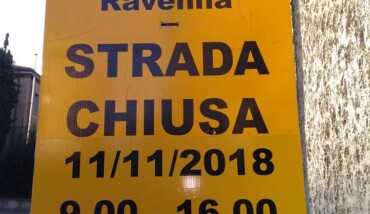 Ravenna
STRADA
CHIUSA
11/11/2018
9.00 16.00